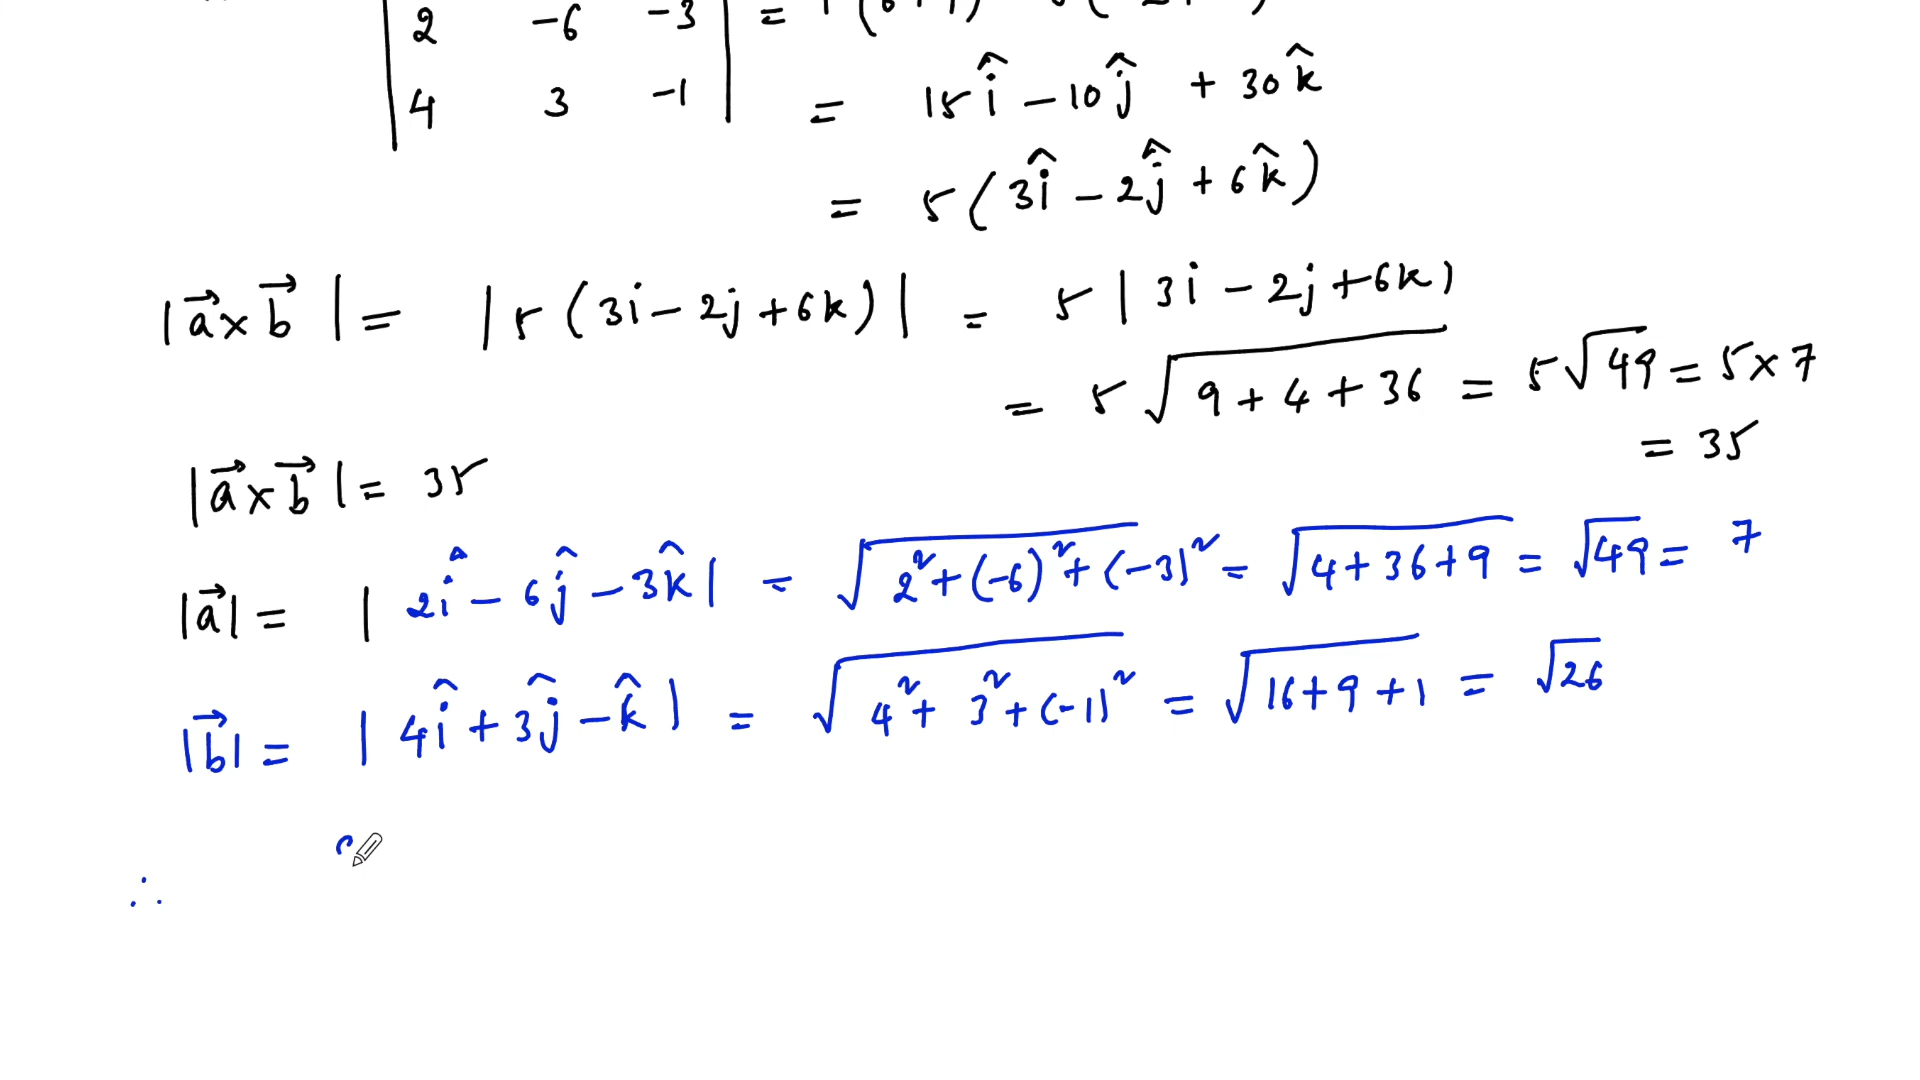 | 2 -6 -3 | =
| 4 3 -1 | = 15î - 10ĵ + 30k̂
= 5(3î - 2ĵ + 6k̂)
|a⃗ × b⃗| = |5(3i - 2j + 6k)| = 5|3i - 2j + 6k|
= 5√(9 + 4 + 36) = 5√49 = 5 × 7
= 35
|a⃗ × b⃗| = 35
|a⃗| = |2î - 6ĵ - 3k̂| = √(2² + (-6)² + (-3)²) = √(4 + 36 + 9) = √49 = 7
|b⃗| = |4î + 3ĵ - k̂| = √(4² + 3² + (-1)²) = √(16 + 9 + 1) = √26
∴